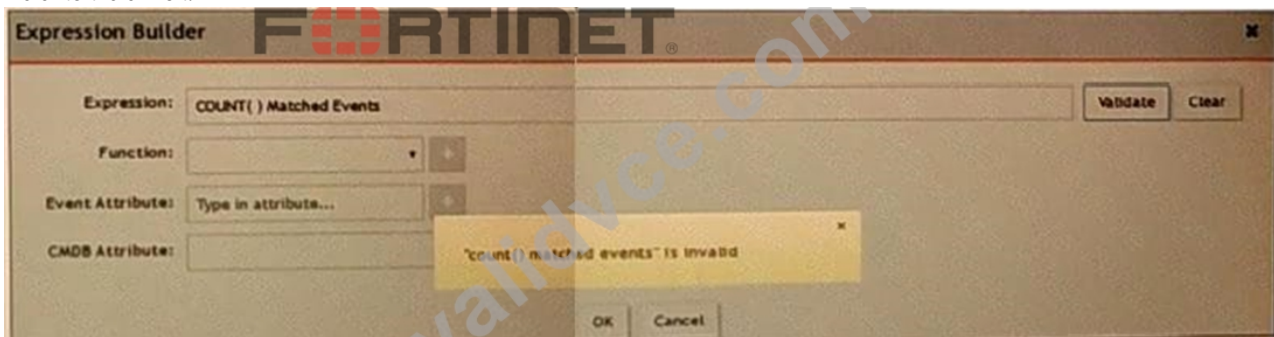 Expression Builder
FORTINET®
Expression: COUNT( ) Matched Events Validate Clear
Function:
Event Attribute: Type in attribute...
CMDB Attribute:
"count() matched events" is invalid
OK Cancel